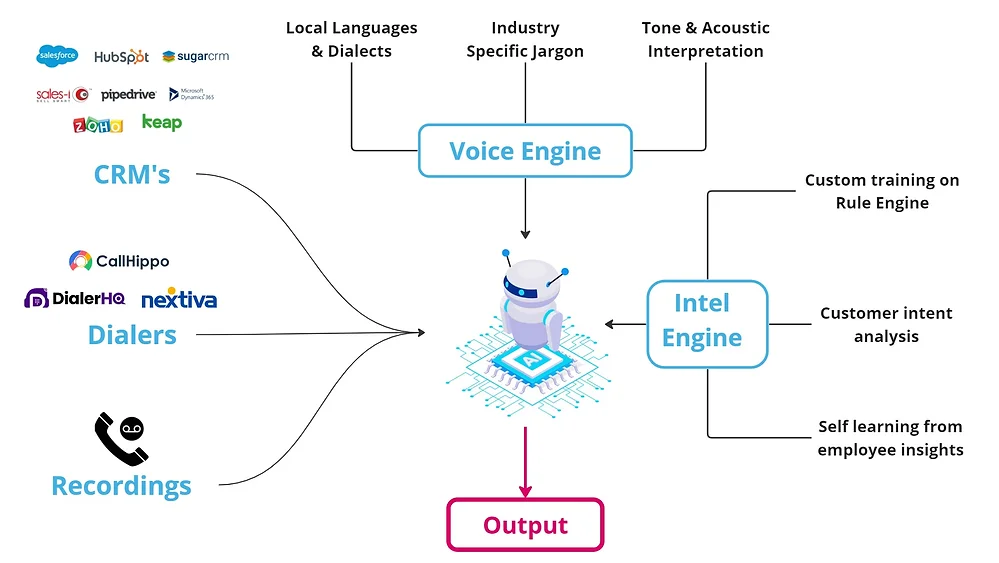 Local Languages
& Dialects
Industry
Specific Jargon
Tone & Acoustic
Interpretation
salesforce
HubSpot
sugarcrm
sales-i
SELL SMART
pipedrive
Microsoft
Dynamics 365
ZOHO
keap
CRM's
Voice Engine
Custom training on
Rule Engine
CallHippo
DialerHQ
nextiva
Dialers
Intel
Engine
Customer intent
analysis
AI
Self learning from
employee insights
Recordings
Output